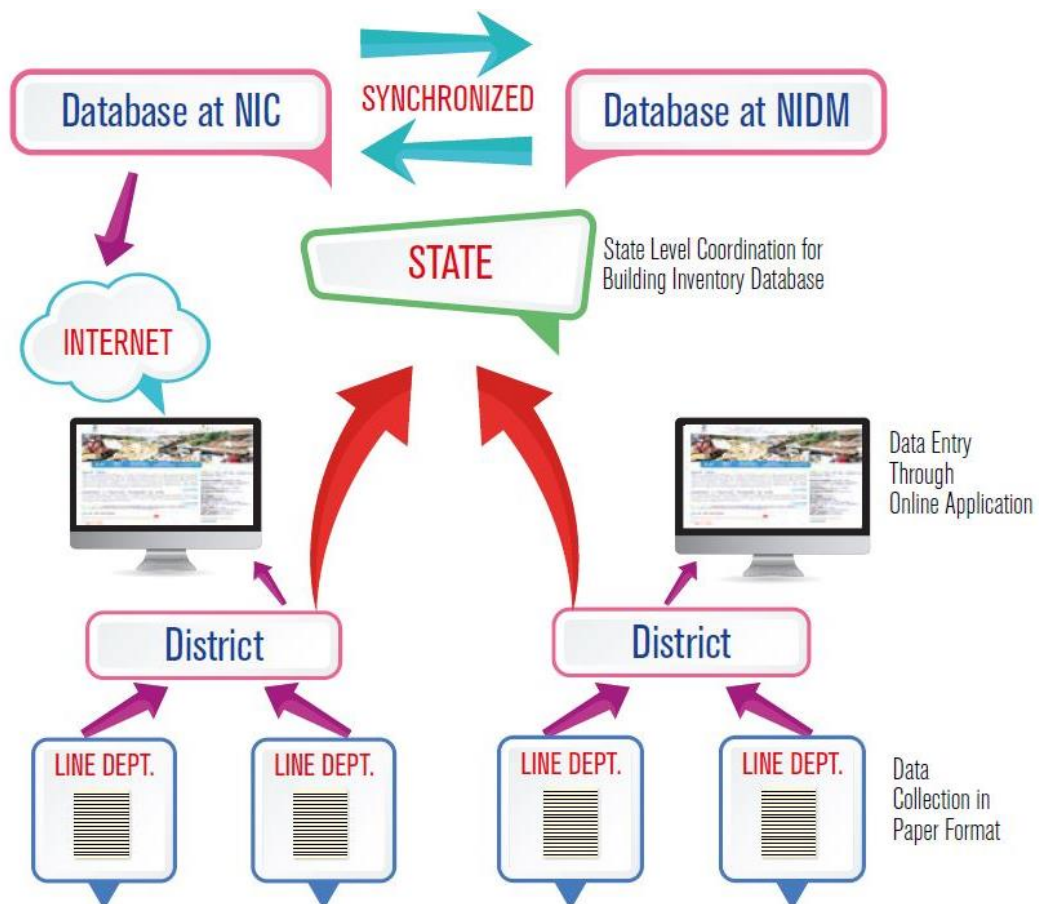 SYNCHRONIZED
Database at NIC
Database at NIDM
STATE
State Level Coordination for
Building Inventory Database
INTERNET
Data Entry
Through
Online Application
District
District
LINE DEPT.
LINE DEPT.
LINE DEPT.
LINE DEPT.
Data
Collection in
Paper Format